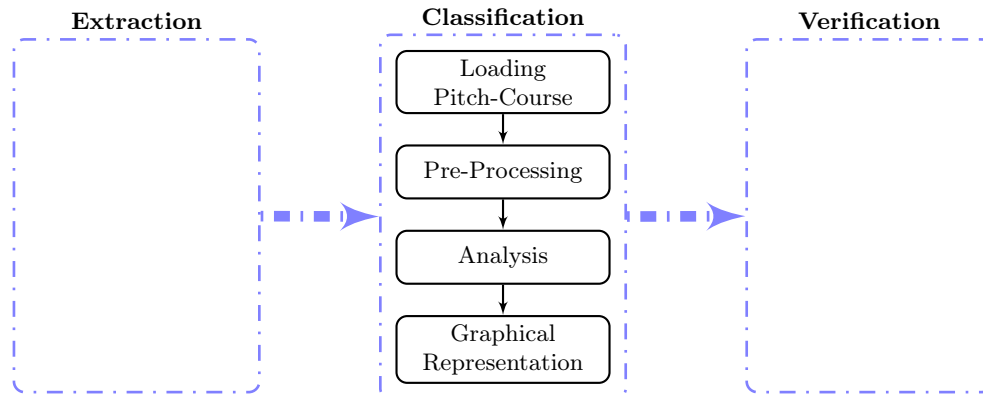 Extraction
Classification
Verification
Loading
Pitch-Course
Pre-Processing
Analysis
Graphical
Representation